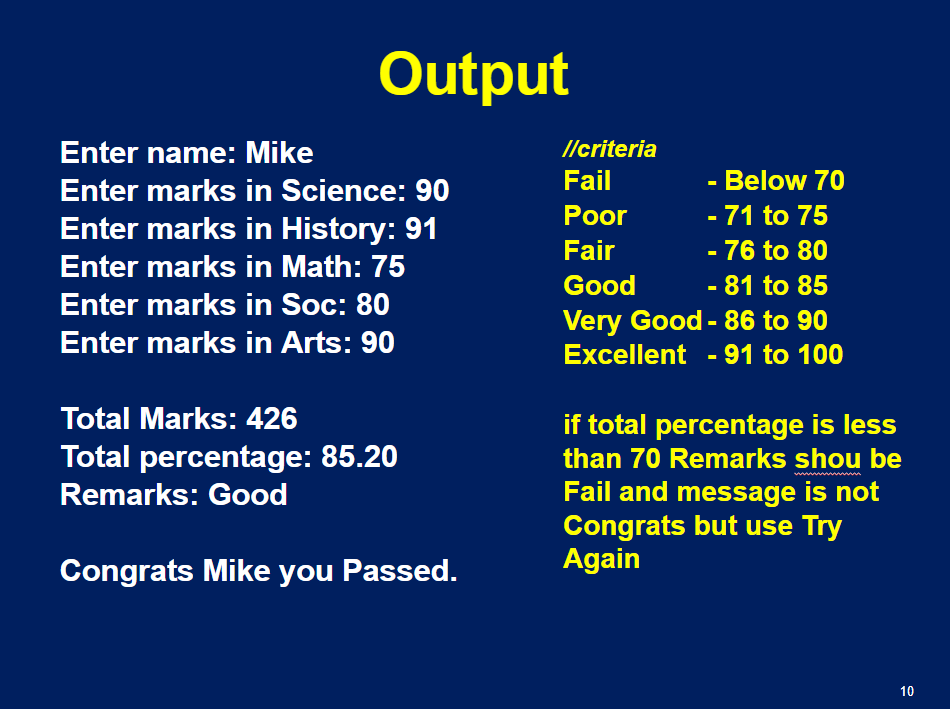 Output
Enter name: Mike
Enter marks in Science: 90
Enter marks in History: 91
Enter marks in Math: 75
Enter marks in Soc: 80
Enter marks in Arts: 90
Total Marks: 426
Total percentage: 85.20
Remarks: Good
Congrats Mike you Passed.
//criteria
Fail - Below 70
Poor - 71 to 75
Fair - 76 to 80
Good - 81 to 85
Very Good - 86 to 90
Excellent - 91 to 100
if total percentage is less
than 70 Remarks shou be
Fail and message is not
Congrats but use Try
Again
10